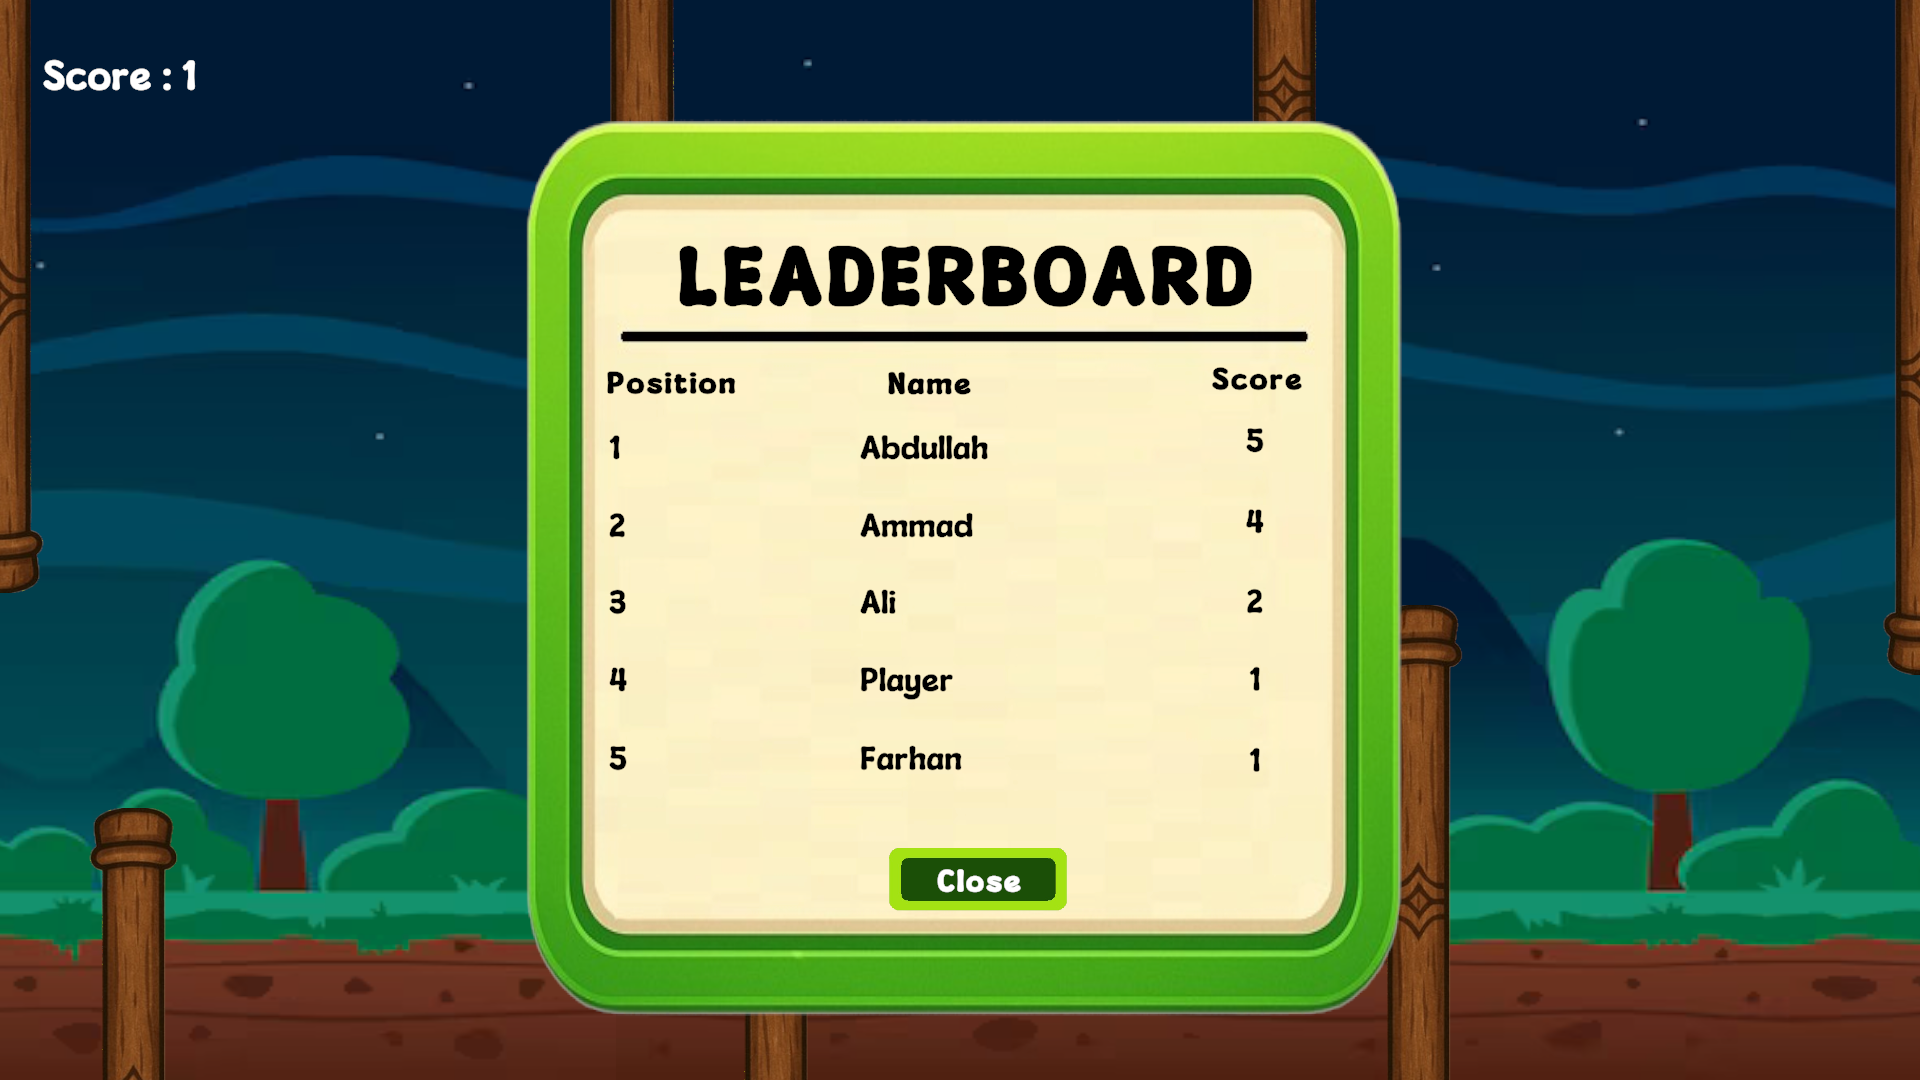 Score : 1
LEADERBOARD
Position Name Score
1 Abdullah 5
2 Ammad 4
3 Ali 2
4 Player 1
5 Farhan 1
Close